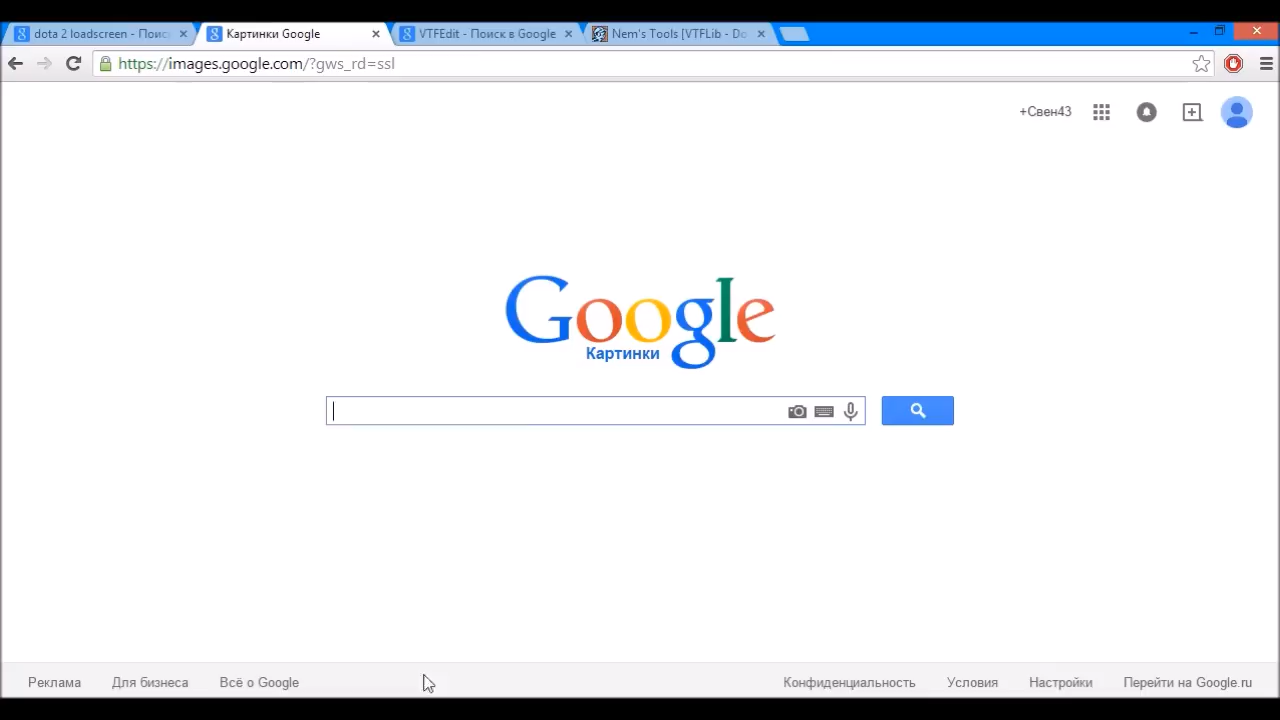 dota 2 loadscreen - Поис
Картинки Google
VTFEdit - Поиск в Google
Nem's Tools [VTFLib - Do
https://images.google.com/?gws_rd=ssl
+Свен43
Google
Картинки
Реклама
Для бизнеса
Всё о Google
Конфиденциальность
Условия
Настройки
Перейти на Google.ru